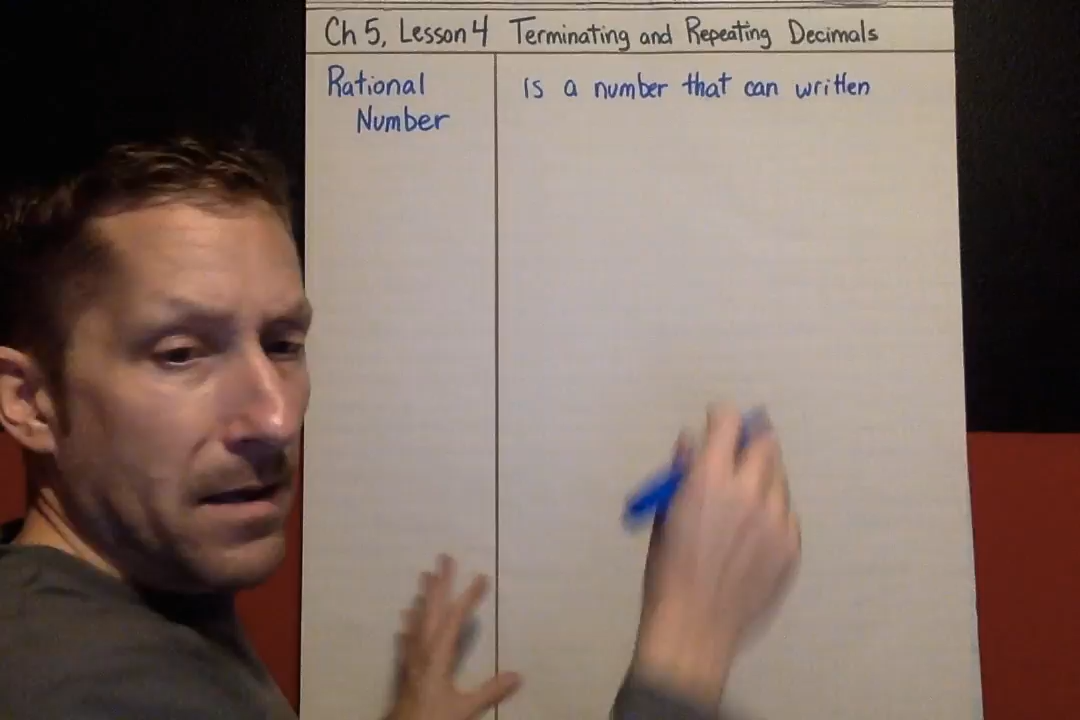 Ch 5, Lesson 4 Terminating and Repeating Decimals
Rational is a number that can written
Number